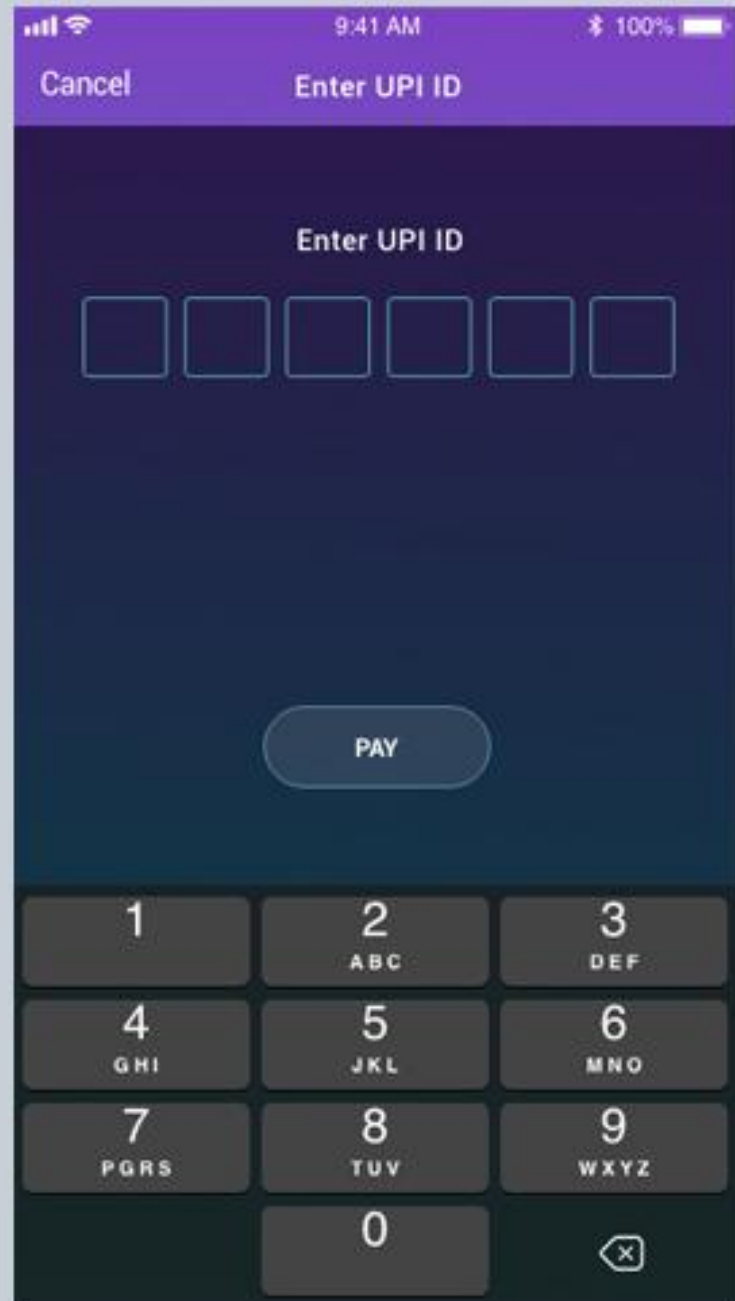 9:41 AM 100%
Cancel Enter UPI ID
Enter UPI ID
PAY
1 2 3
ABC DEF
4 5 6
GHI JKL MNO
7 8 9
PGRS TUV WXYZ
0